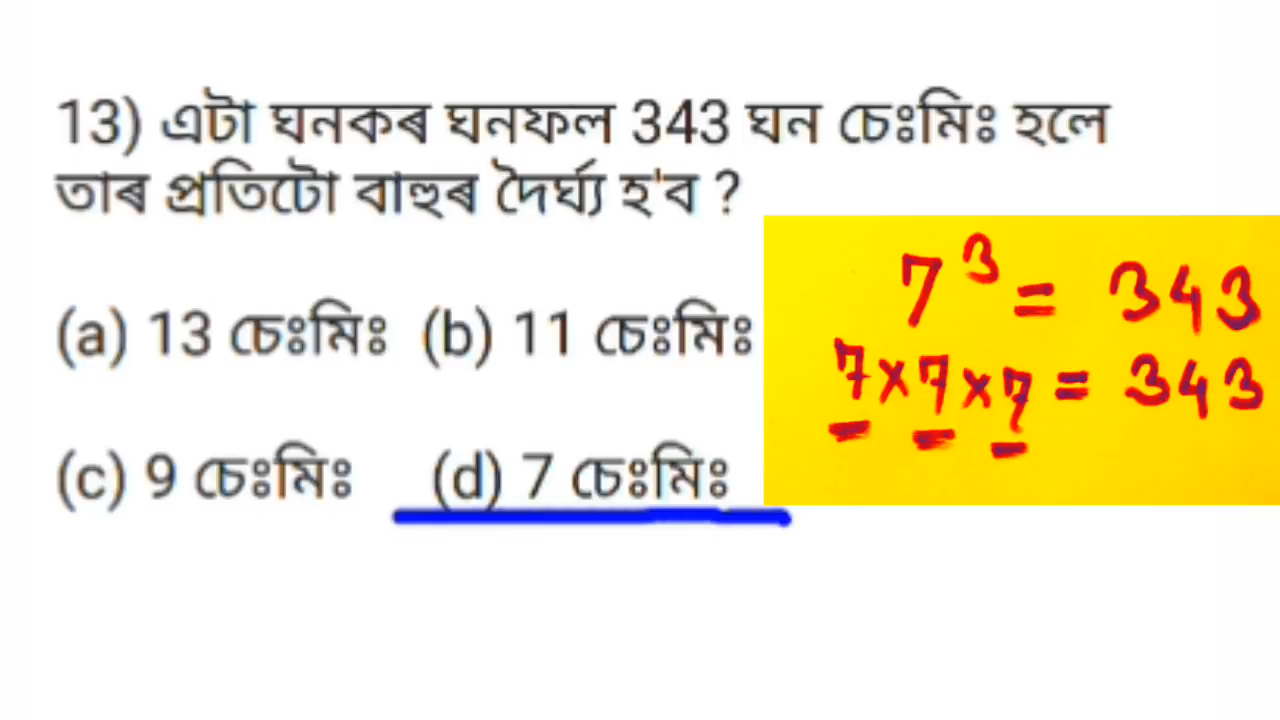 13) এটা ঘনকৰ ঘনফল 343 ঘন চেঃমিঃ হলে
তাৰ প্ৰতিটো বাহুৰ দৈৰ্ঘ্য হ'ব ?
7³ = 343
(a) 13 চেঃমিঃ (b) 11 চেঃমিঃ
7×7×7 = 343
(c) 9 চেঃমিঃ (d) 7 চেঃমিঃ